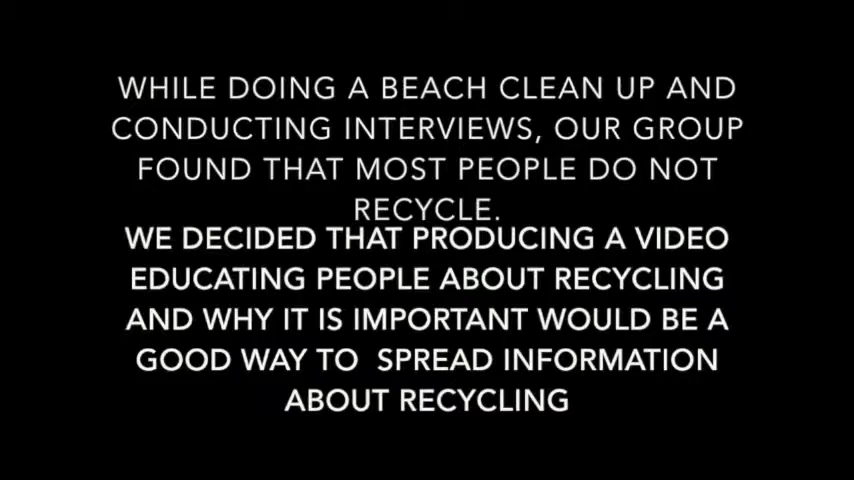 WHILE DOING A BEACH CLEAN UP AND
CONDUCTING INTERVIEWS, OUR GROUP
FOUND THAT MOST PEOPLE DO NOT
RECYCLE.
WE DECIDED THAT PRODUCING A VIDEO
EDUCATING PEOPLE ABOUT RECYCLING
AND WHY IT IS IMPORTANT WOULD BE A
GOOD WAY TO  SPREAD INFORMATION
ABOUT RECYCLING